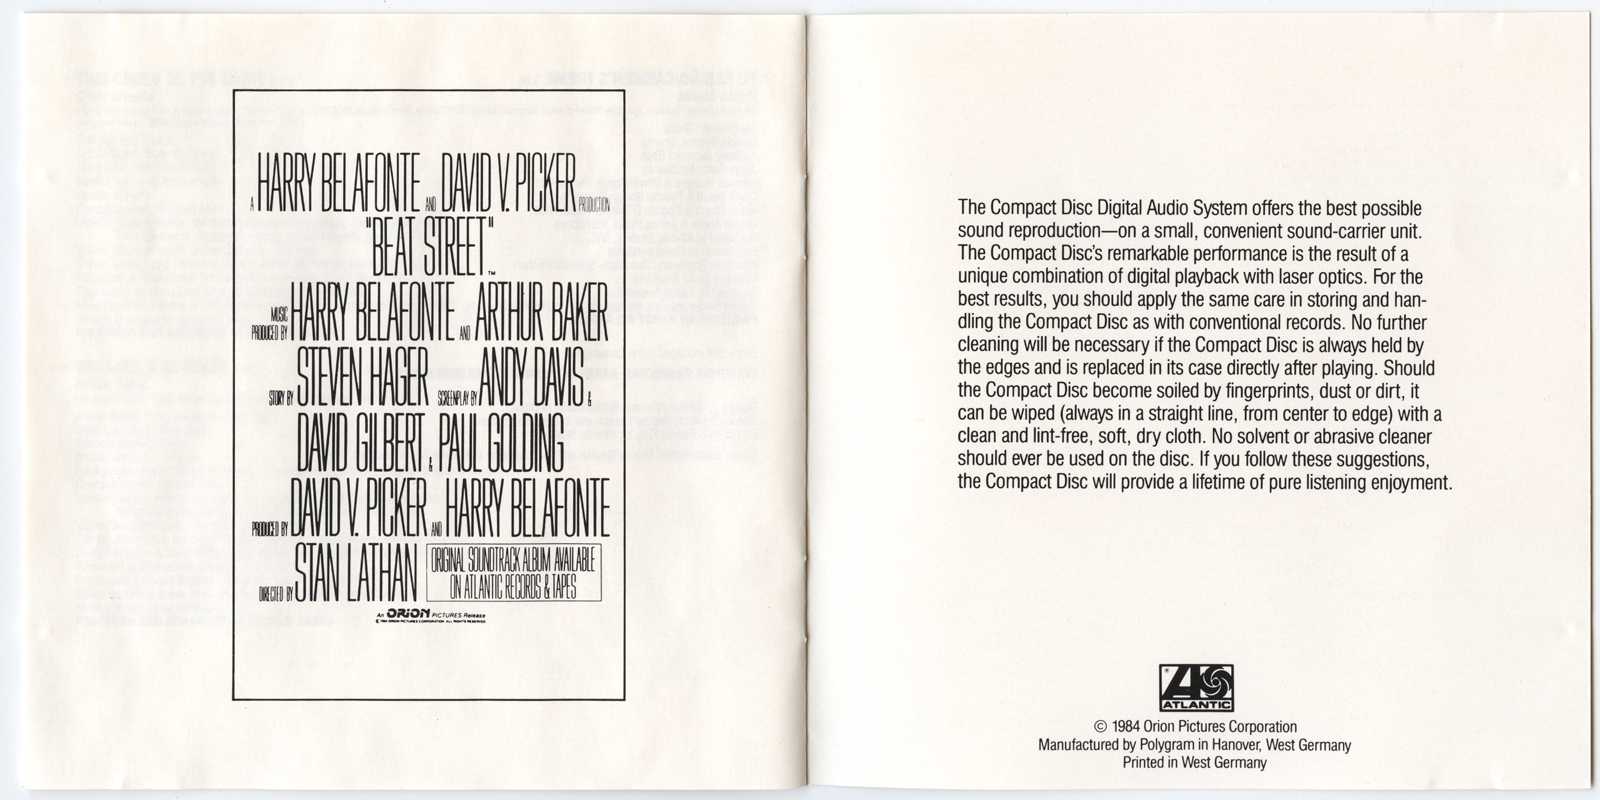 A HARRY BELAFONTE AND DAVID V. PICKER PRODUCTION
"BEAT STREET"™
MUSIC PRODUCED BY HARRY BELAFONTE AND ARTHUR BAKER
STORY BY STEVEN HAGER SCREENPLAY BY ANDY DAVIS &
DAVID GILBERT & PAUL GOLDING
PRODUCED BY DAVID V. PICKER AND HARRY BELAFONTE
DIRECTED BY STAN LATHAN
ORIGINAL SOUNDTRACK ALBUM AVAILABLE
ON ATLANTIC RECORDS & TAPES
An ORION PICTURES Release
© 1984 ORION PICTURES CORPORATION ALL RIGHTS RESERVED
The Compact Disc Digital Audio System offers the best possible
sound reproduction—on a small, convenient sound-carrier unit.
The Compact Disc's remarkable performance is the result of a
unique combination of digital playback with laser optics. For the
best results, you should apply the same care in storing and han-
dling the Compact Disc as with conventional records. No further
cleaning will be necessary if the Compact Disc is always held by
the edges and is replaced in its case directly after playing. Should
the Compact Disc become soiled by fingerprints, dust or dirt, it
can be wiped (always in a straight line, from center to edge) with a
clean and lint-free, soft, dry cloth. No solvent or abrasive cleaner
should ever be used on the disc. If you follow these suggestions,
the Compact Disc will provide a lifetime of pure listening enjoyment.
®
ATLANTIC
© 1984 Orion Pictures Corporation
Manufactured by Polygram in Hanover, West Germany
Printed in West Germany